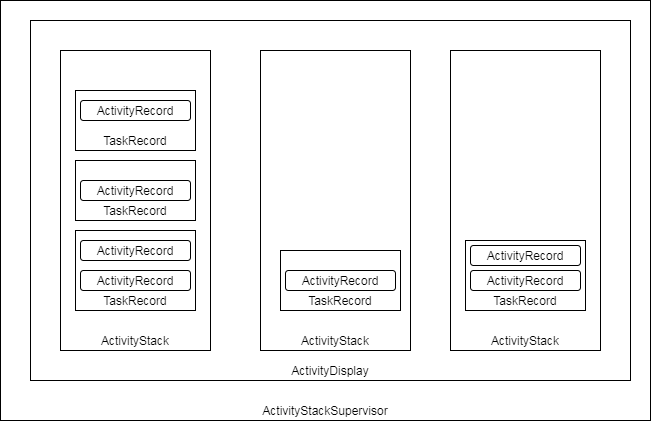 ActivityRecord
TaskRecord
ActivityRecord
TaskRecord
ActivityRecord
ActivityRecord
TaskRecord
ActivityStack
ActivityRecord
TaskRecord
ActivityStack
ActivityRecord
ActivityRecord
TaskRecord
ActivityStack
ActivityDisplay
ActivityStackSupervisor